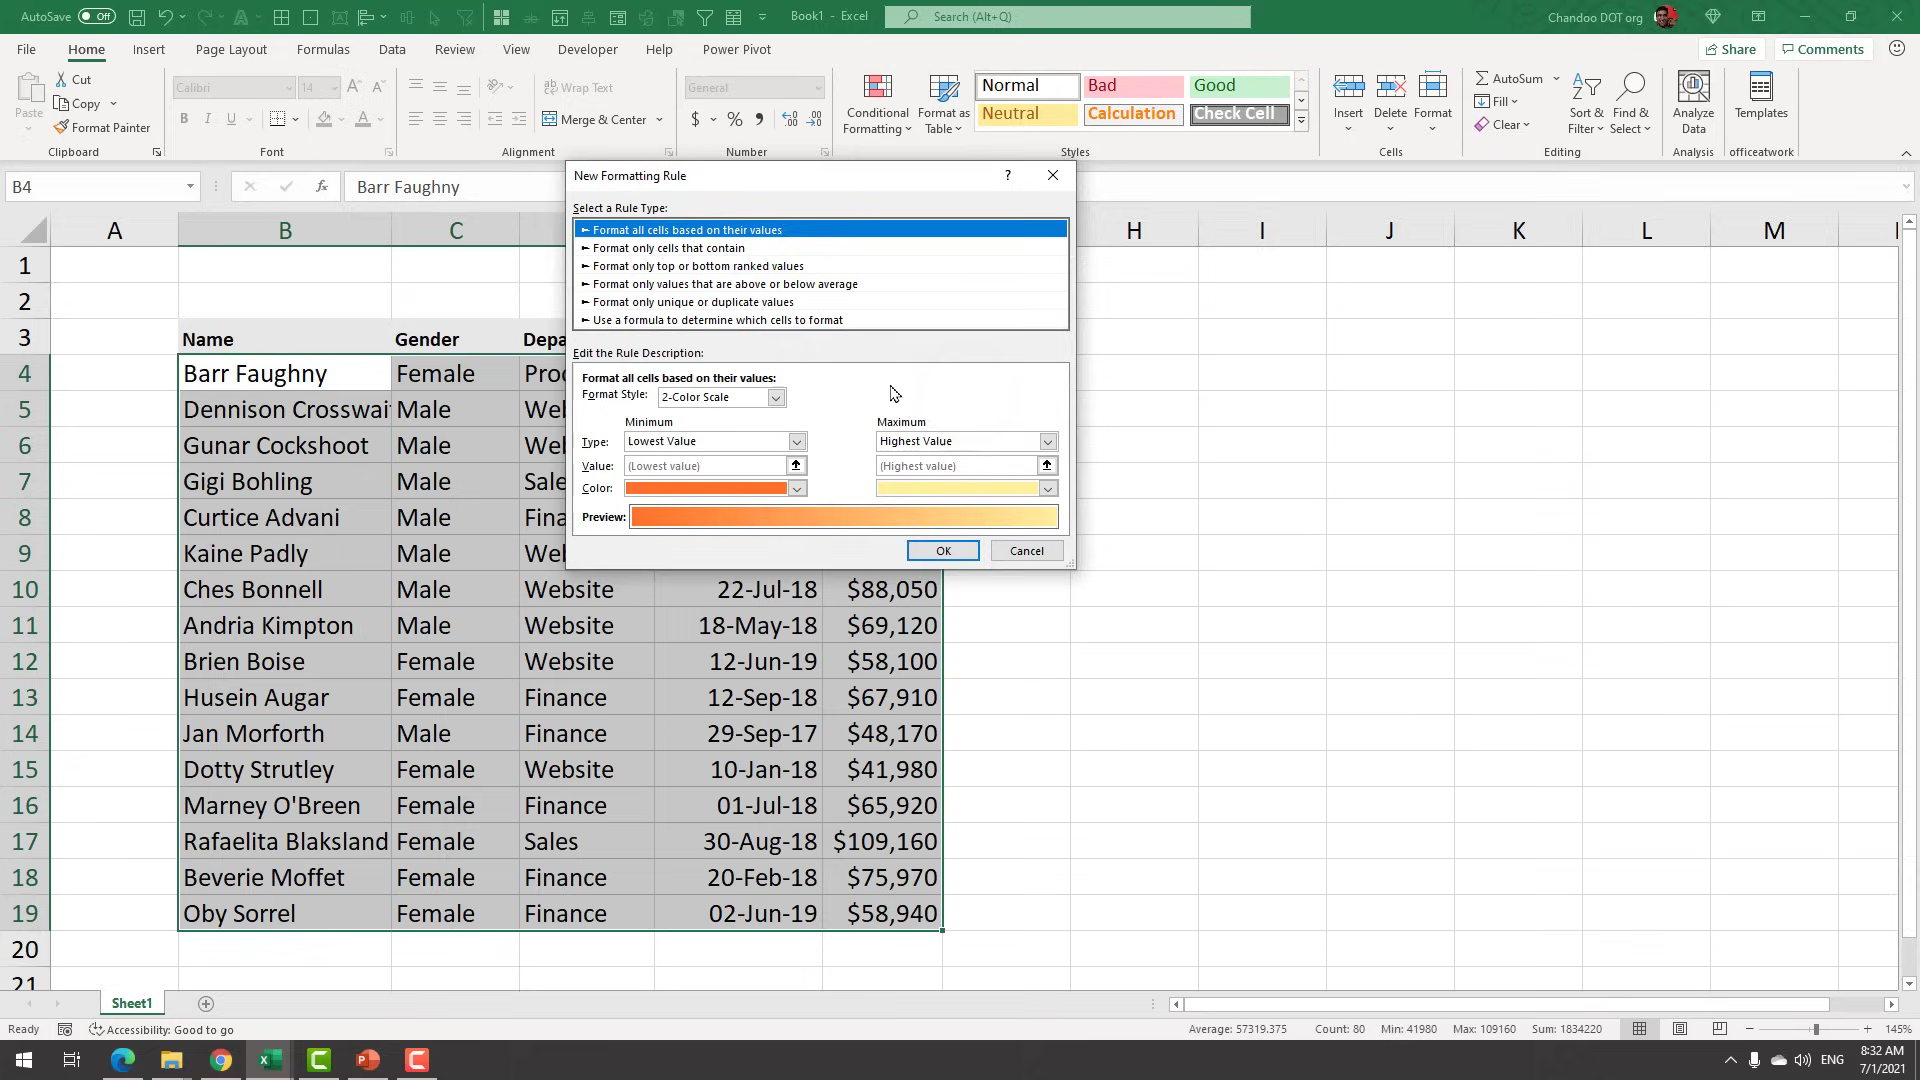 AutoSave Off Book1 - Excel Search (Alt+Q) Chandoo DOT org
File Home Insert Page Layout Formulas Data Review View Developer Help Power Pivot Share Comments
Paste Cut Copy Format Painter Clipboard
Calibri 14 B I U A A A Font
Wrap Text Merge & Center Alignment
General $ % Number
Conditional Formatting Format as Table Normal Bad Good Neutral Calculation Check Cell Styles
Insert Delete Format Cells
AutoSum Fill Clear Sort & Filter Find & Select Editing
Analyze Data Analysis
Templates officeatwork
B4 fx Barr Faughny
New Formatting Rule ?
Select a Rule Type:
► Format all cells based on their values
► Format only cells that contain
► Format only top or bottom ranked values
► Format only values that are above or below average
► Format only unique or duplicate values
► Use a formula to determine which cells to format
Edit the Rule Description:
Format all cells based on their values:
Format Style: 2-Color Scale
Minimum Maximum
Type: Lowest Value Highest Value
Value: (Lowest value) (Highest value)
Color:
Preview:
OK Cancel
A B C H I J K L M
1
2
3 Name Gender Depa
4 Barr Faughny Female Proc
5 Dennison Crosswai Male Web
6 Gunar Cockshoot Male Web
7 Gigi Bohling Female Sale
8 Curtice Advani Male Fina
9 Kaine Padly Male Web
10 Ches Bonnell Male Website 22-Jul-18 $88,050
11 Andria Kimpton Male Website 18-May-18 $69,120
12 Brien Boise Female Website 12-Jun-19 $58,100
13 Husein Augar Female Finance 12-Sep-18 $67,910
14 Jan Morforth Male Finance 29-Sep-17 $48,170
15 Dotty Strutley Female Website 10-Jan-18 $41,980
16 Marney O'Breen Female Finance 01-Jul-18 $65,920
17 Rafaelita Blaksland Female Sales 30-Aug-18 $109,160
18 Beverie Moffet Female Finance 20-Feb-18 $75,970
19 Oby Sorrel Female Finance 02-Jun-19 $58,940
20
21
Sheet1
Ready Accessibility: Good to go Average: 57319.375 Count: 80 Min: 41980 Max: 109160 Sum: 1834220 145%
ENG 8:32 AM
7/1/2021